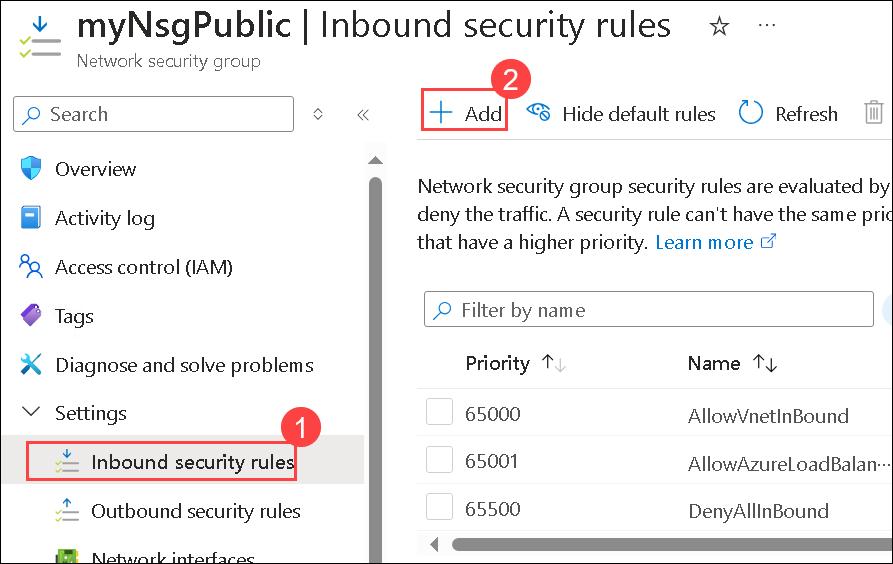 myNsgPublic | Inbound security rules
Network security group
Search
Overview
Activity log
Access control (IAM)
Tags
Diagnose and solve problems
Settings
1
Inbound security rules
Outbound security rules
Network interfaces
2
Add
Hide default rules
Refresh
Network security group security rules are evaluated by
deny the traffic. A security rule can't have the same
that have a higher priority. Learn more
Filter by name
Priority Name
65000 AllowVnetInBound
65001 AllowAzureLoadBalan...
65500 DenyAllInBound